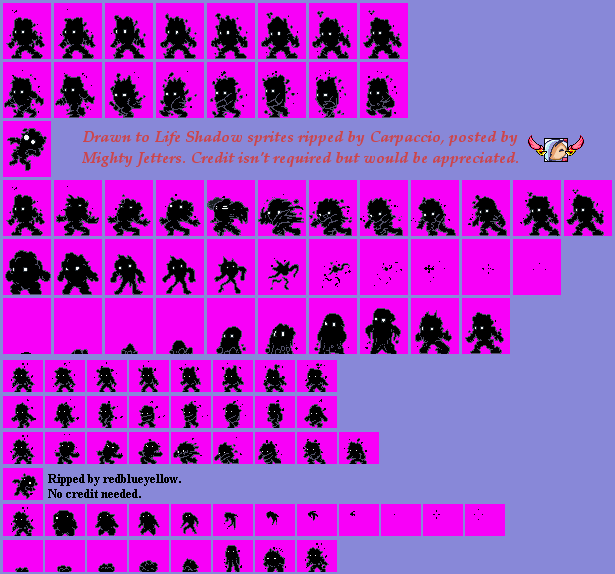 Drawn to Life Shadow sprites ripped by Carpaccio, posted by
Mighty Jetters. Credit isn't required but would be appreciated.
Ripped by redblueyellow.
No credit needed.